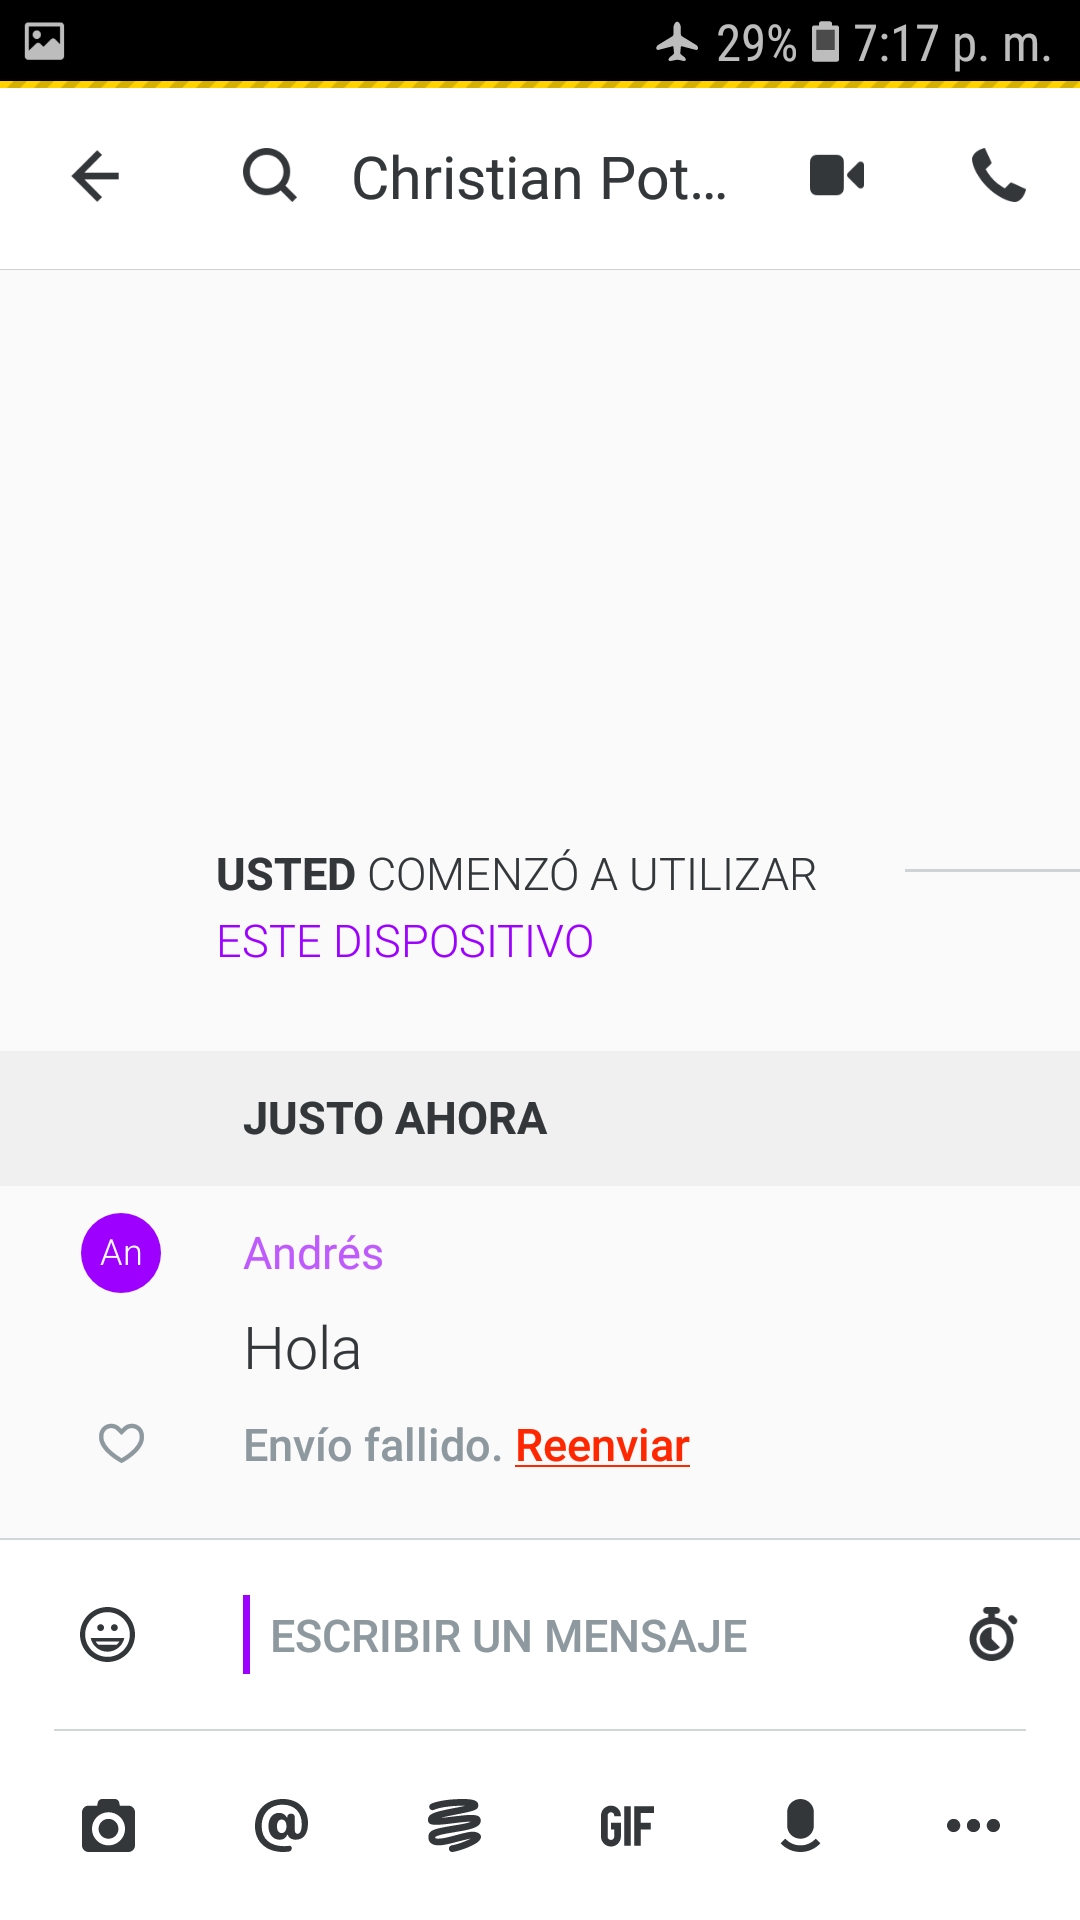 29% 7:17 p. m.
Christian Pot...
USTED COMENZÓ A UTILIZAR
ESTE DISPOSITIVO
JUSTO AHORA
An Andrés
Hola
Envío fallido. Reenviar
ESCRIBIR UN MENSAJE
@ GIF